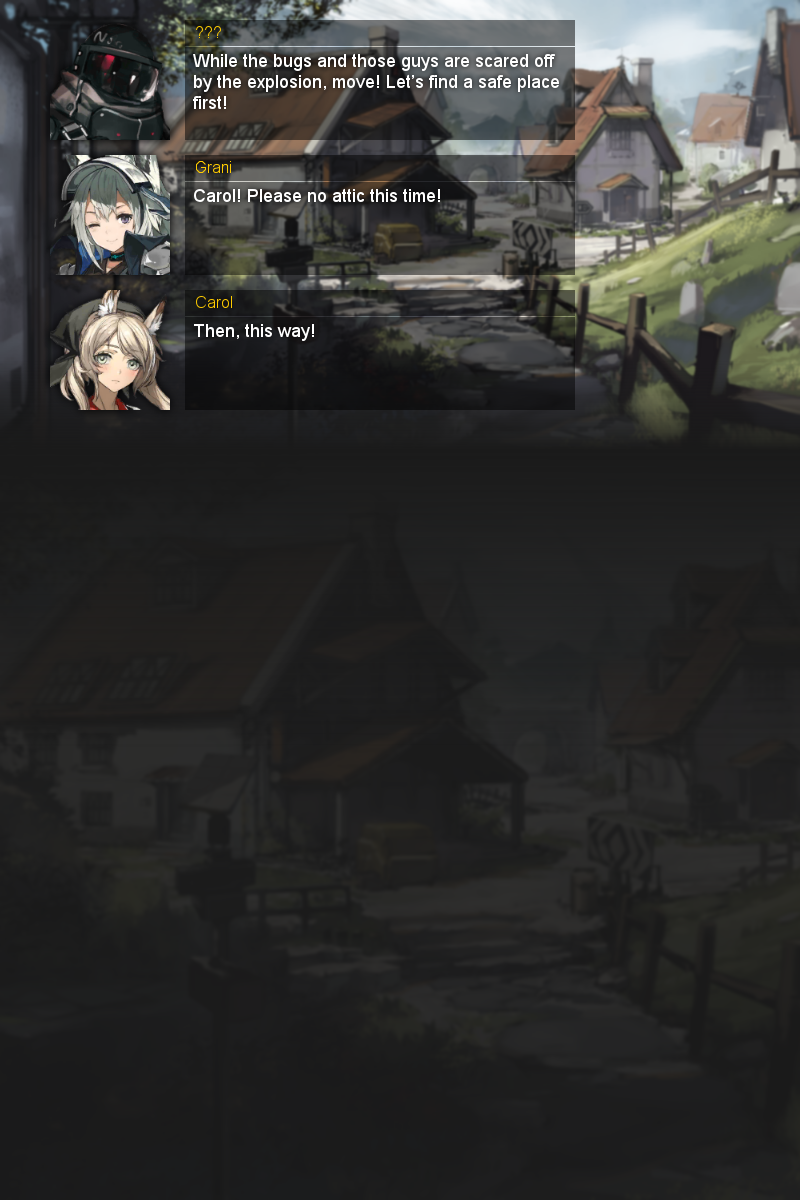 ???
While the bugs and those guys are scared off
by the explosion, move! Let's find a safe place
first!
Grani
Carol! Please no attic this time!
Carol
Then, this way!